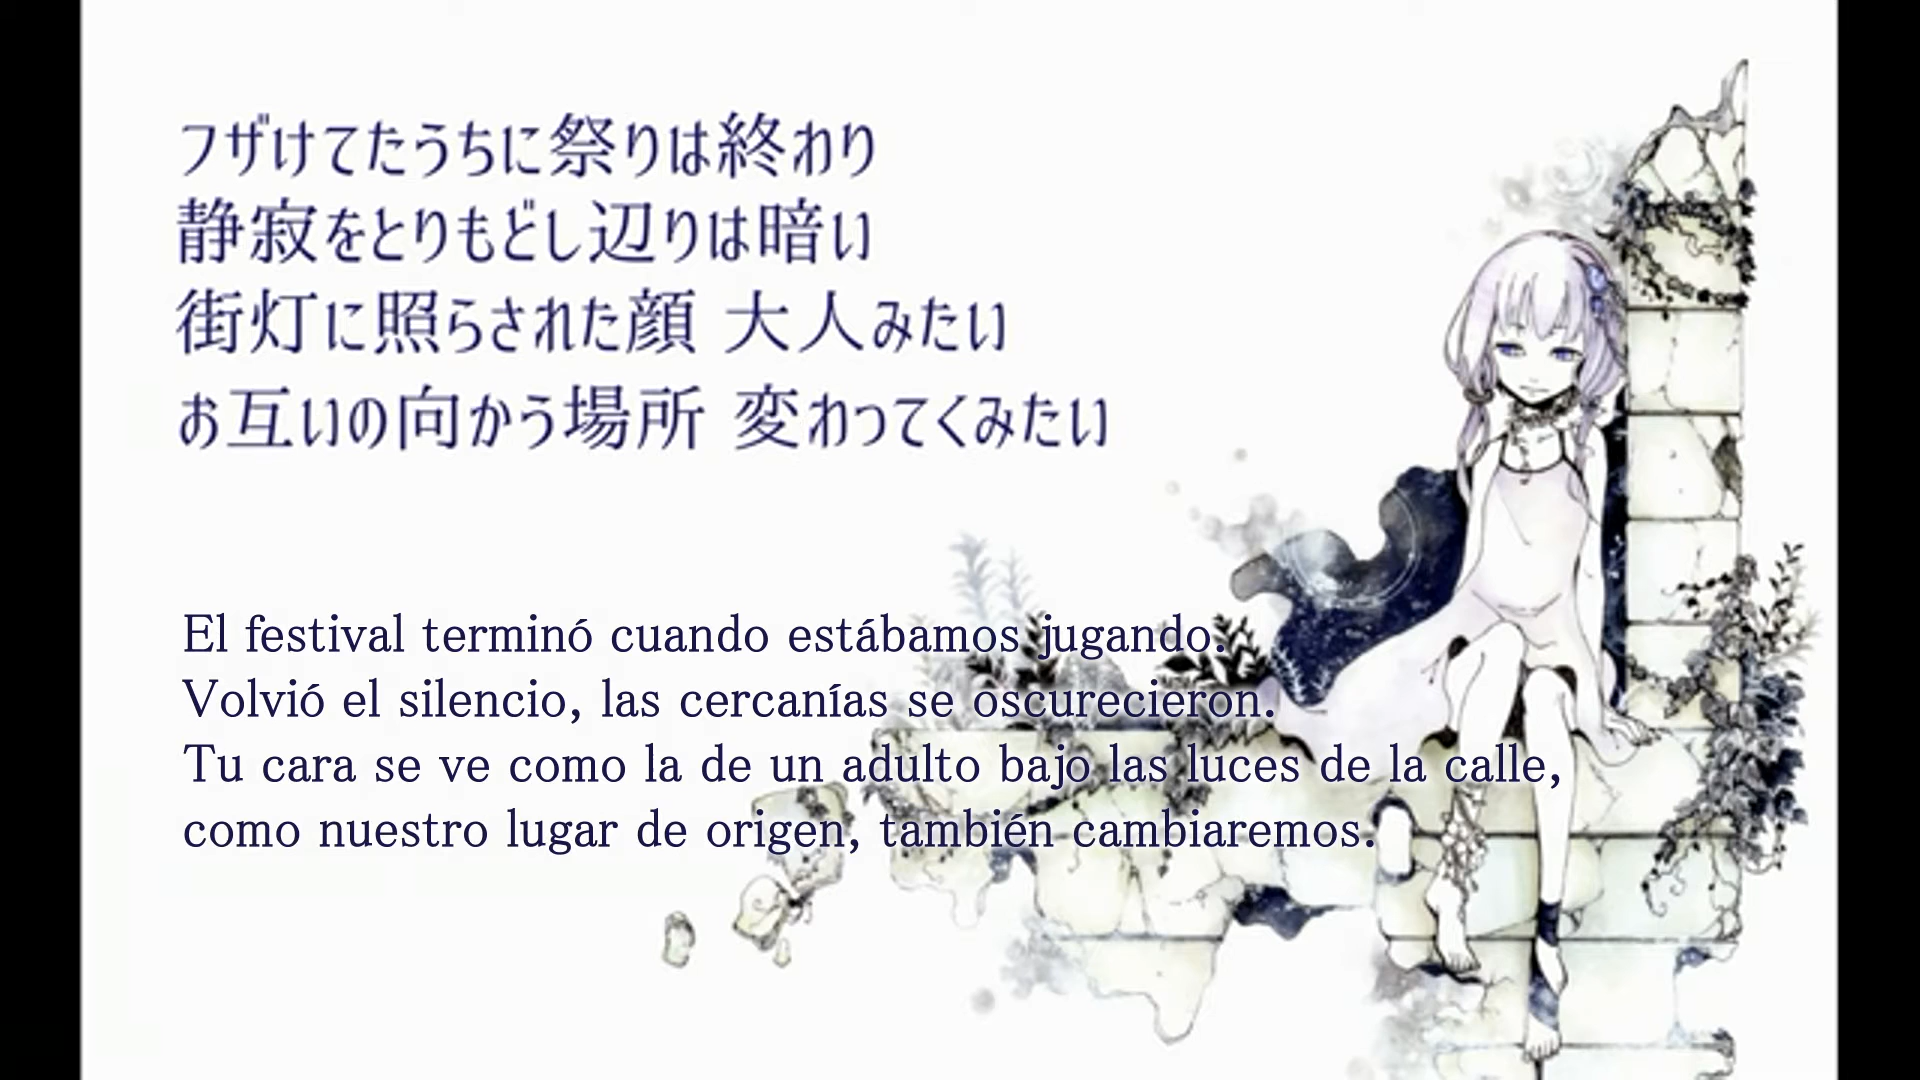 フザけてたうちに祭りは終わり
静寂をとりもどし辺りは暗い
街灯に照らされた顔 大人みたい
お互いの向かう場所 変わってくみたい
El festival terminó cuando estábamos jugando.
Volvió el silencio, las cercanías se oscurecieron.
Tu cara se ve como la de un adulto bajo las luces de la calle,
como nuestro lugar de origen, también cambiaremos.